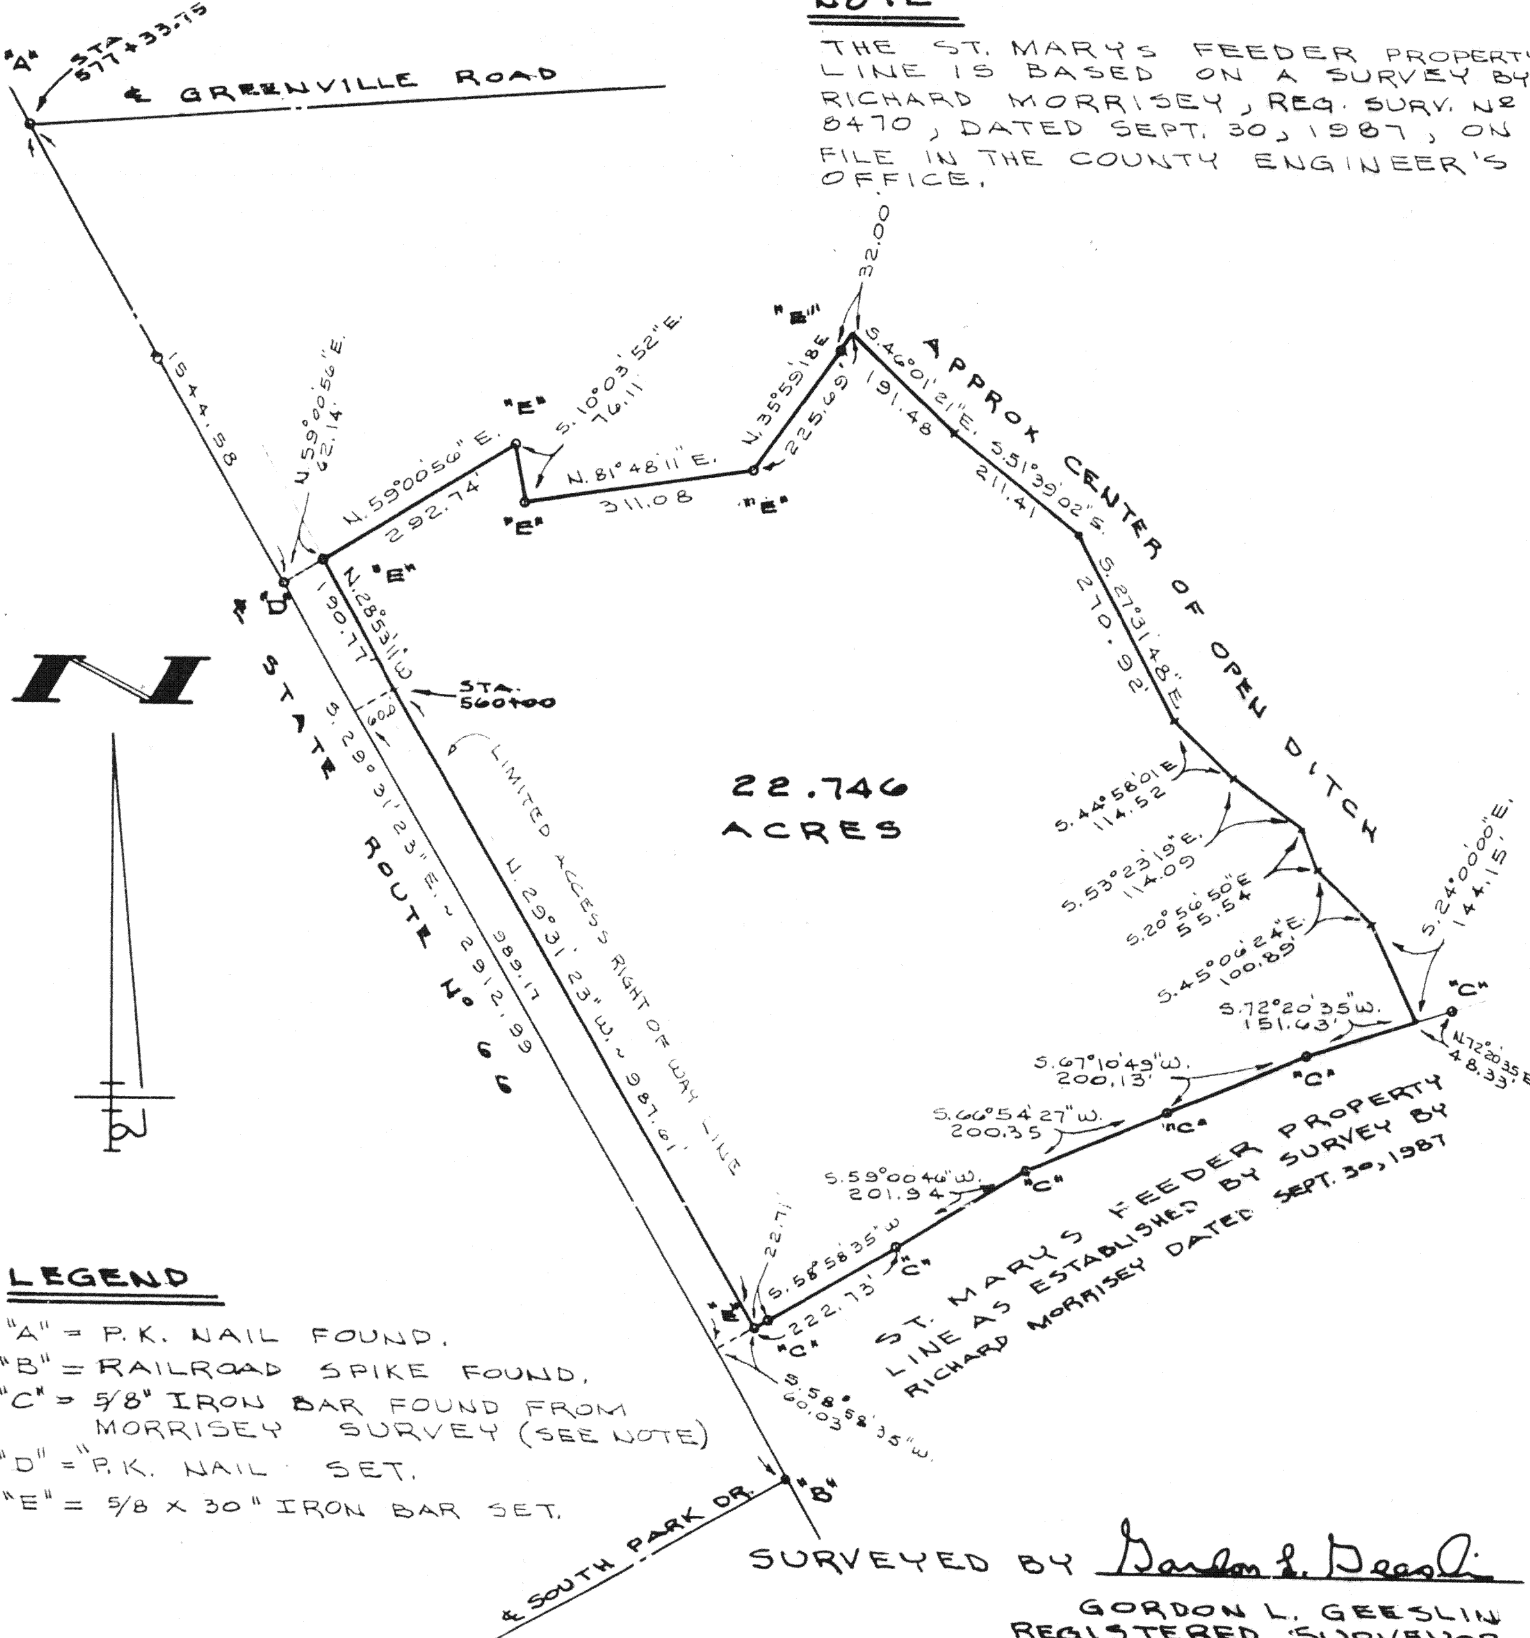 NOTE
THE ST. MARYS FEEDER PROPERTY
LINE IS BASED ON A SURVEY BY
RICHARD MORRISEY, REG. SURV. Nº
8470, DATED SEPT. 30, 1987, ON
FILE IN THE COUNTY ENGINEER'S
OFFICE.
"A"
STA.
577+33.75
℄ GREENVILLE ROAD
1544.58
N.59°00'56"E.
62.14'
"E"
S.10°03'52"E.
76.11'
N.59°00'56"E.
292.74'
"E"
N.81°48'11"E.
311.08
"E"
N.35°59'18E
225.69'
"E"
32.00
S.46°01'21"E.
191.48
S.51°39'02"S.
211.41
S.27°31'48"E.
270.92'
APPROX CENTER OF OPEN DITCH
"E"
"D"
N.28°53'11"W
190.77'
STA.
560+00
60.0
℄ STATE ROUTE Nº 66
S.29°31'23"E. ~ 2912.99
989.17
LIMITED ACCESS RIGHT OF WAY LINE
N.29°31'23"W. ~ 987.61'
22.746
ACRES
S.44°58'01E
114.52
S.53°23'19"E.
114.09
S.20°56'50"E
55.54
S.45°06'24"E.
100.89'
S.24°00'00"E.
144.15'
"C"
N.72°20'35E
48.33'
S.72°20'35"W.
151.63'
"C"
S.67°10'49"W.
200.13'
"C"
S.66°54'27"W.
200.35
"C"
S.59°00'46"W.
201.94
"C"
S.58°58'35"W
222.73'
22.71'
"E"
"C"
S.58°58'35"W.
60.03
ST. MARYS FEEDER PROPERTY
LINE AS ESTABLISHED BY SURVEY BY
RICHARD MORRISEY DATED SEPT. 30, 1987
N
LEGEND
"A" = P.K. NAIL FOUND.
"B" = RAILROAD SPIKE FOUND.
"C" = 5/8" IRON BAR FOUND FROM
MORRISEY SURVEY (SEE NOTE)
"D" = "P.K. NAIL SET.
"E" = 5/8 X 30" IRON BAR SET.
"B"
℄ SOUTH PARK DR.
SURVEYED BY Gordon L. Geeslin
GORDON L. GEESLIN
REGISTERED SURVEYOR